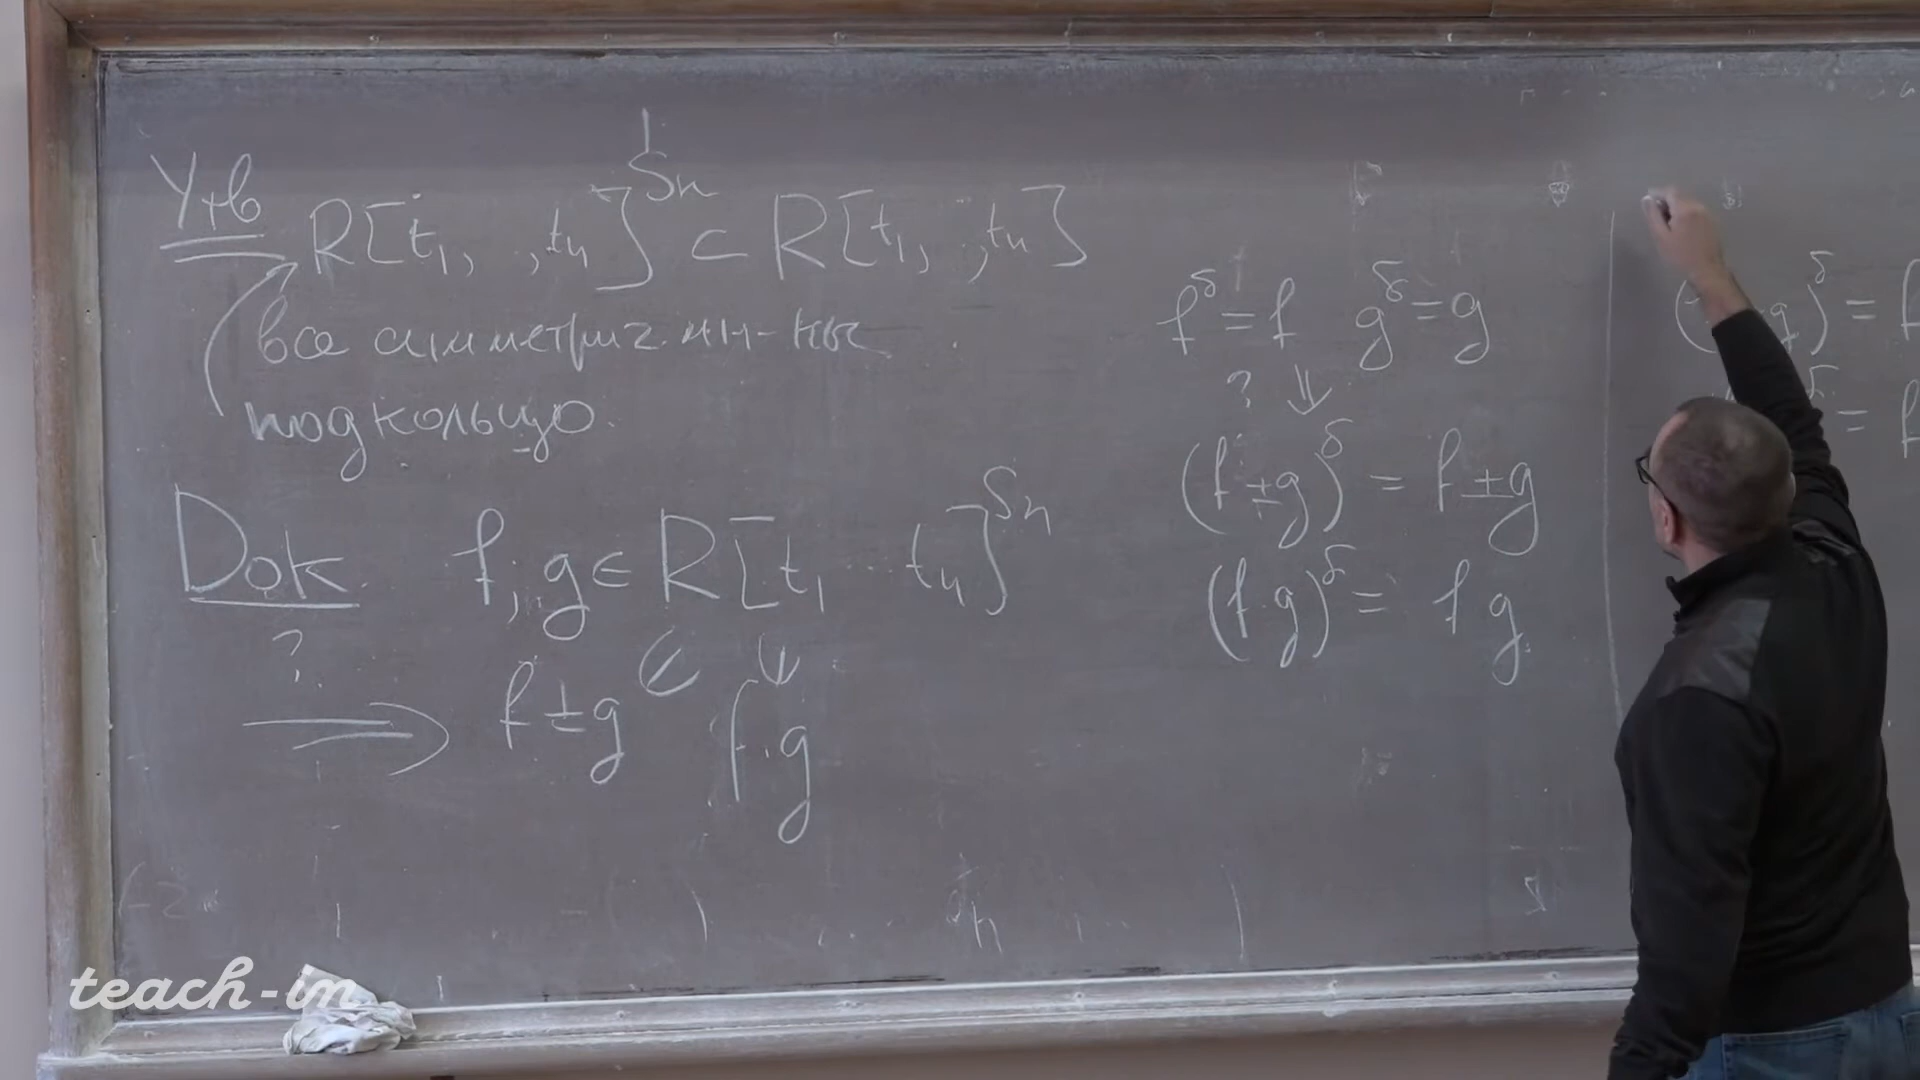 Утв R[t₁, , tₙ]^{Sₙ} ⊂ R[t₁, , tₙ]
все симметрич. мн-ны
подкольцо.
Док. f, g ∈ R[t₁ ... tₙ]^{Sₙ}
?
⟹ f ± g f · g
f^σ = f g^σ = g
? ⇓
(f ± g)^σ = f ± g
(f · g)^σ = f g.
teach-in